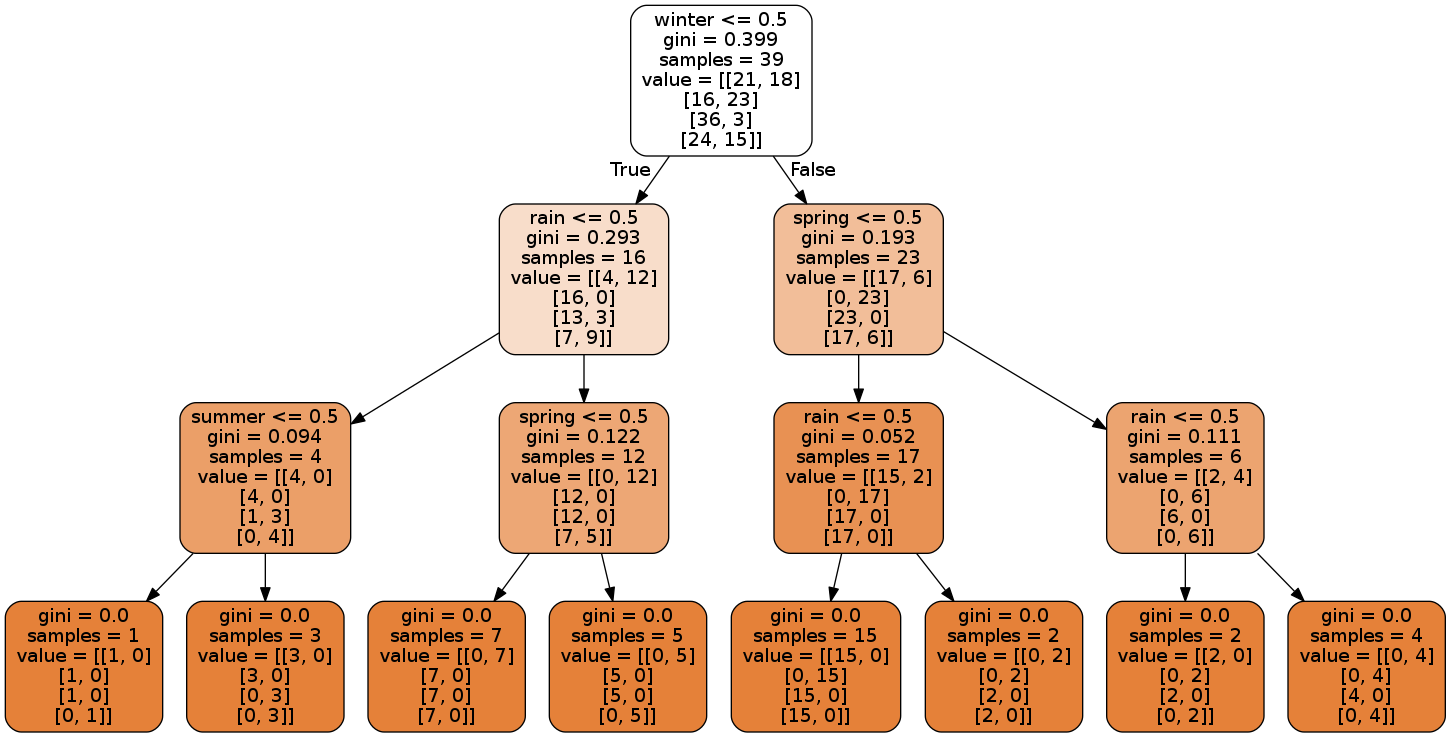 winter <= 0.5
gini = 0.399
samples = 39
value = [[21, 18]
[16, 23]
[36, 3]
[24, 15]]
True
False
rain <= 0.5
gini = 0.293
samples = 16
value = [[4, 12]
[16, 0]
[13, 3]
[7, 9]]
spring <= 0.5
gini = 0.193
samples = 23
value = [[17, 6]
[0, 23]
[23, 0]
[17, 6]]
summer <= 0.5
gini = 0.094
samples = 4
value = [[4, 0]
[4, 0]
[1, 3]
[0, 4]]
spring <= 0.5
gini = 0.122
samples = 12
value = [[0, 12]
[12, 0]
[12, 0]
[7, 5]]
rain <= 0.5
gini = 0.052
samples = 17
value = [[15, 2]
[0, 17]
[17, 0]
[17, 0]]
rain <= 0.5
gini = 0.111
samples = 6
value = [[2, 4]
[0, 6]
[6, 0]
[0, 6]]
gini = 0.0
samples = 1
value = [[1, 0]
[1, 0]
[1, 0]
[0, 1]]
gini = 0.0
samples = 3
value = [[3, 0]
[3, 0]
[0, 3]
[0, 3]]
gini = 0.0
samples = 7
value = [[0, 7]
[7, 0]
[7, 0]
[7, 0]]
gini = 0.0
samples = 5
value = [[0, 5]
[5, 0]
[5, 0]
[0, 5]]
gini = 0.0
samples = 15
value = [[15, 0]
[0, 15]
[15, 0]
[15, 0]]
gini = 0.0
samples = 2
value = [[0, 2]
[0, 2]
[2, 0]
[2, 0]]
gini = 0.0
samples = 2
value = [[2, 0]
[0, 2]
[2, 0]
[0, 2]]
gini = 0.0
samples = 4
value = [[0, 4]
[0, 4]
[4, 0]
[0, 4]]